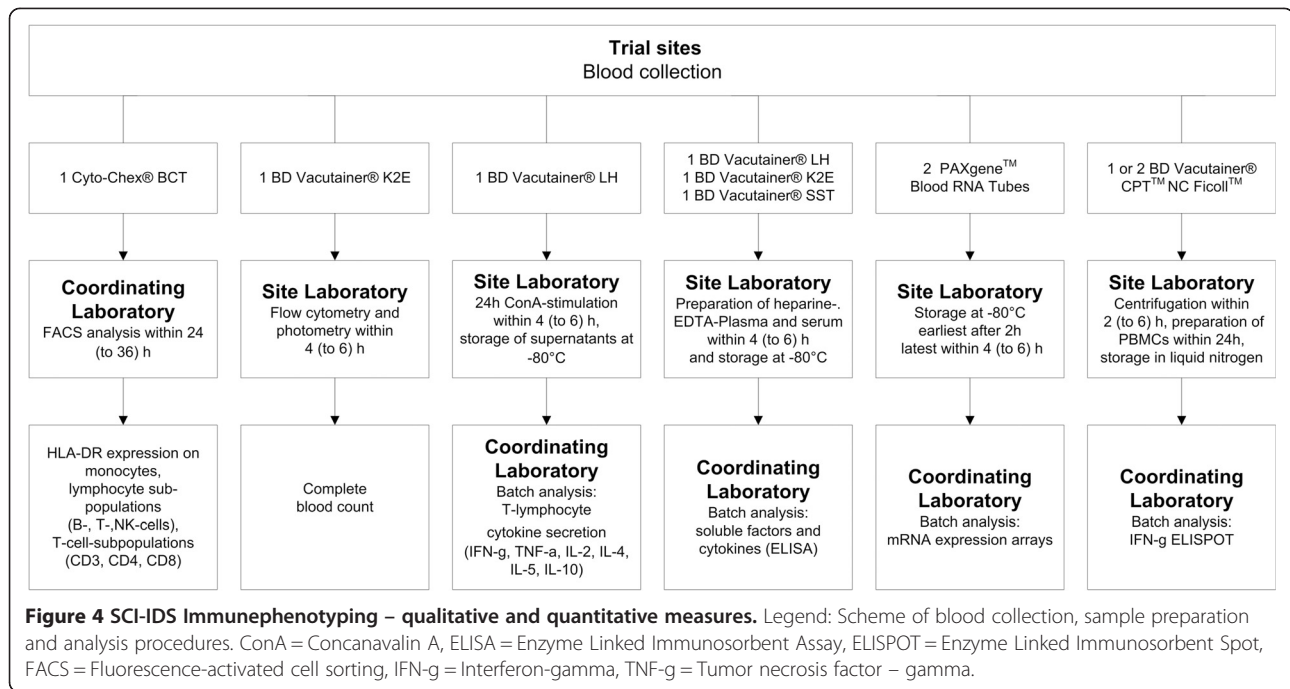 Trial sites
Blood collection
1 Cyto-Chex® BCT
1 BD Vacutainer® K2E
1 BD Vacutainer® LH
1 BD Vacutainer® LH
1 BD Vacutainer® K2E
1 BD Vacutainer® SST
2 PAXgene™
Blood RNA Tubes
1 or 2 BD Vacutainer®
CPT™ NC Ficoll™
Coordinating
Laboratory
FACS analysis within 24
(to 36) h
Site Laboratory
Flow cytometry and
photometry within
4 (to 6) h
Site Laboratory
24h ConA-stimulation
within 4 (to 6) h,
storage of supernatants at
-80°C
Site Laboratory
Preparation of heparine-.
EDTA-Plasma and serum
within 4 (to 6) h
and storage at -80°C
Site Laboratory
Storage at -80°C
earliest after 2h
latest within 4 (to 6) h
Site Laboratory
Centrifugation within
2 (to 6) h, preparation of
PBMCs within 24h,
storage in liquid nitrogen
HLA-DR expression on
monocytes,
lymphocyte sub-
populations
(B-, T-,NK-cells),
T-cell-subpopulations
(CD3, CD4, CD8)
Complete
blood count
Coordinating
Laboratory
Batch analysis:
T-lymphocyte
cytokine secretion
(IFN-g, TNF-a, IL-2, IL-4,
IL-5, IL-10)
Coordinating
Laboratory
Batch analysis:
soluble factors and
cytokines (ELISA)
Coordinating
Laboratory
Batch analysis:
mRNA expression arrays
Coordinating
Laboratory
Batch analysis:
IFN-g ELISPOT
Figure 4 SCI-IDS Immunephenotyping – qualitative and quantitative measures. Legend: Scheme of blood collection, sample preparation
and analysis procedures. ConA = Concanavalin A, ELISA = Enzyme Linked Immunosorbent Assay, ELISPOT = Enzyme Linked Immunosorbent Spot,
FACS = Fluorescence-activated cell sorting, IFN-g = Interferon-gamma, TNF-g = Tumor necrosis factor – gamma.